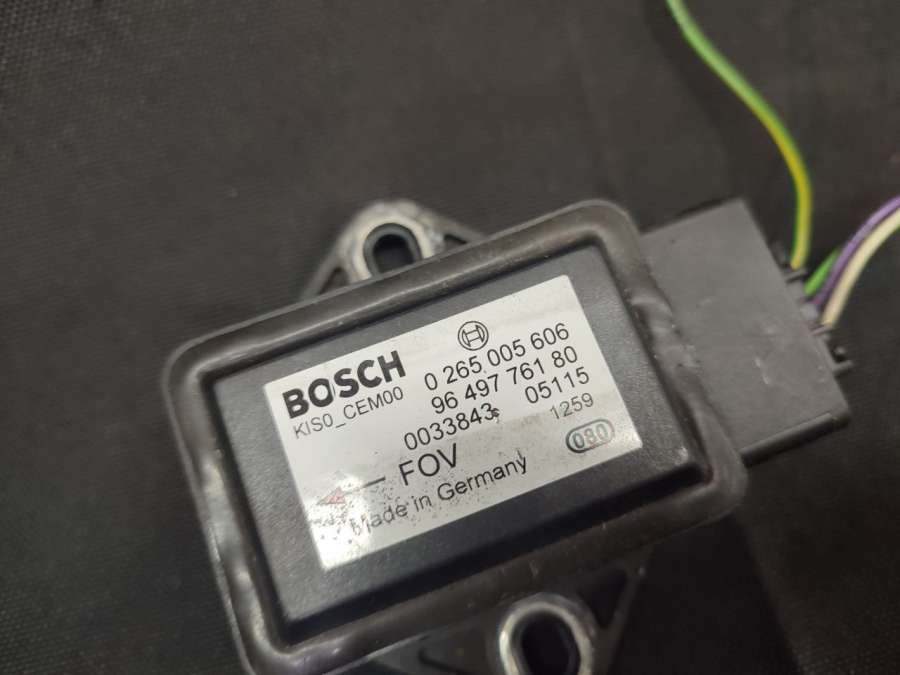 BOSCH 0 265 005 606
KIS0_CEM00 96 497 761 80
0033843 05115
FOV 1259
Made in Germany 080